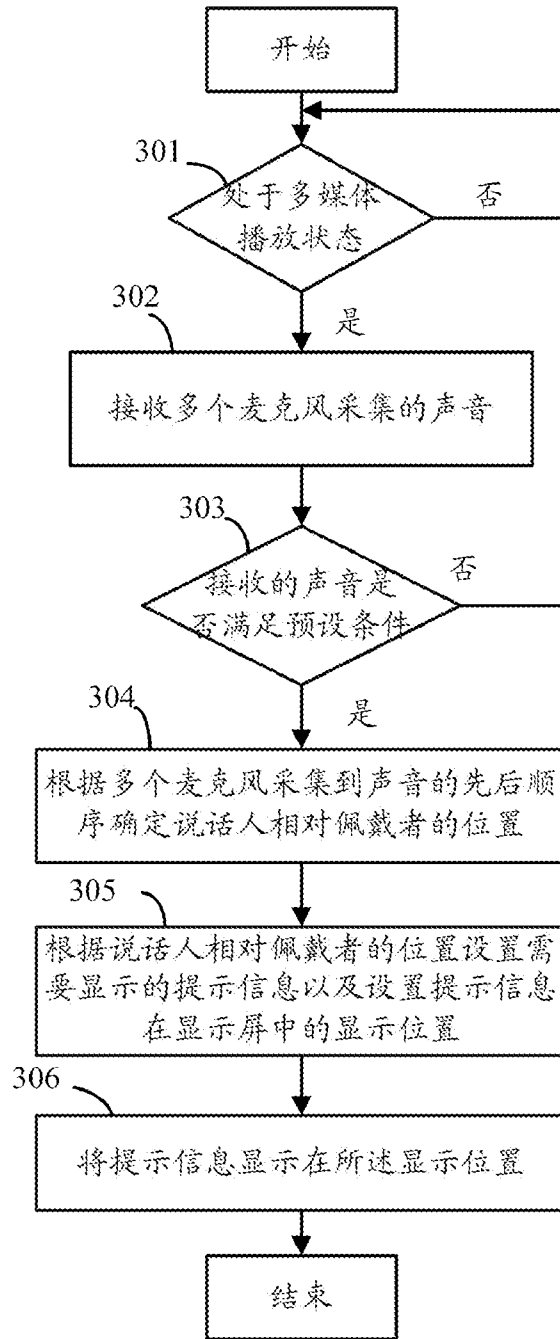 开始
301
处于多媒体
播放状态
否
是
302
接收多个麦克风采集的声音
303
接收的声音是
否满足预设条件
否
是
304
根据多个麦克风采集到声音的先后顺
序确定说话人相对佩戴者的位置
305
根据说话人相对佩戴者的位置设置需
要显示的提示信息以及设置提示信息
在显示屏中的显示位置
306
将提示信息显示在所述显示位置
结束